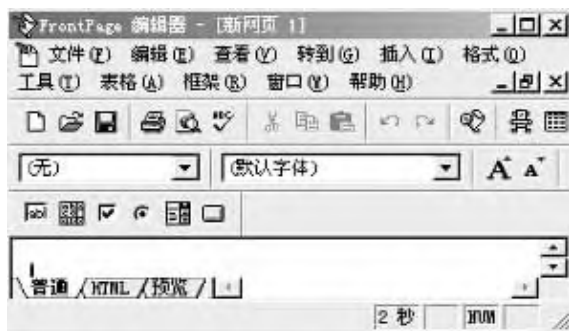 FrontPage 编辑器 - [新网页 1]
文件(F) 编辑(E) 查看(V) 转到(G) 插入(I) 格式(O)
工具(T) 表格(A) 框架(R) 窗口(W) 帮助(H)
ABC
(无) (默认字体) A A
abl
普通 HTML 预览
2 秒 NUM